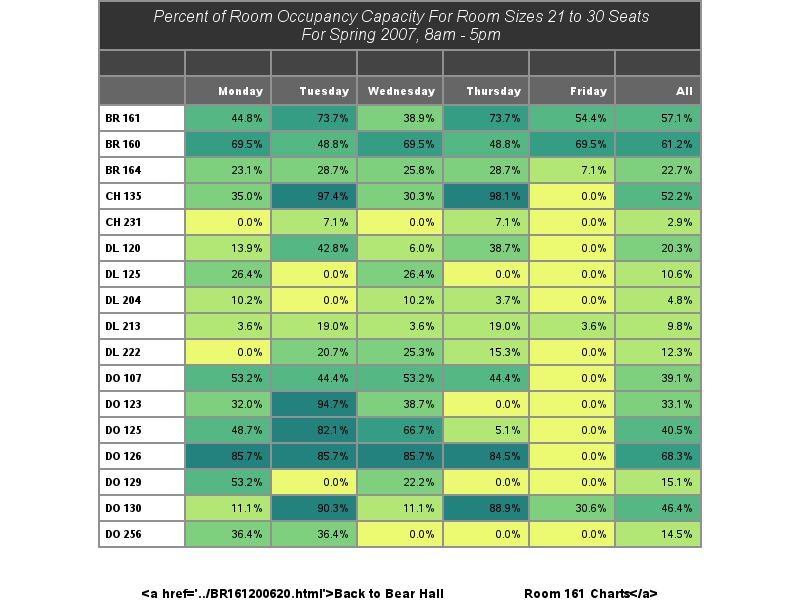 Percent of Room Occupancy Capacity For Room Sizes 21 to 30 Seats
For Spring 2007, 8am - 5pm
Monday Tuesday Wednesday Thursday Friday All
BR 161 44.8% 73.7% 38.9% 73.7% 54.4% 57.1%
BR 160 69.5% 48.8% 69.5% 48.8% 69.5% 61.2%
BR 164 23.1% 28.7% 25.8% 28.7% 7.1% 22.7%
CH 135 35.0% 97.4% 30.3% 98.1% 0.0% 52.2%
CH 231 0.0% 7.1% 0.0% 7.1% 0.0% 2.9%
DL 120 13.9% 42.8% 6.0% 38.7% 0.0% 20.3%
DL 125 26.4% 0.0% 26.4% 0.0% 0.0% 10.6%
DL 204 10.2% 0.0% 10.2% 3.7% 0.0% 4.8%
DL 213 3.6% 19.0% 3.6% 19.0% 3.6% 9.8%
DL 222 0.0% 20.7% 25.3% 15.3% 0.0% 12.3%
DO 107 53.2% 44.4% 53.2% 44.4% 0.0% 39.1%
DO 123 32.0% 94.7% 38.7% 0.0% 0.0% 33.1%
DO 125 48.7% 82.1% 66.7% 5.1% 0.0% 40.5%
DO 126 85.7% 85.7% 85.7% 84.5% 0.0% 68.3%
DO 129 53.2% 0.0% 22.2% 0.0% 0.0% 15.1%
DO 130 11.1% 90.3% 11.1% 88.9% 30.6% 46.4%
DO 256 36.4% 36.4% 0.0% 0.0% 0.0% 14.5%
<a href='../BR161200620.html'>Back to Bear Hall Room 161 Charts</a>